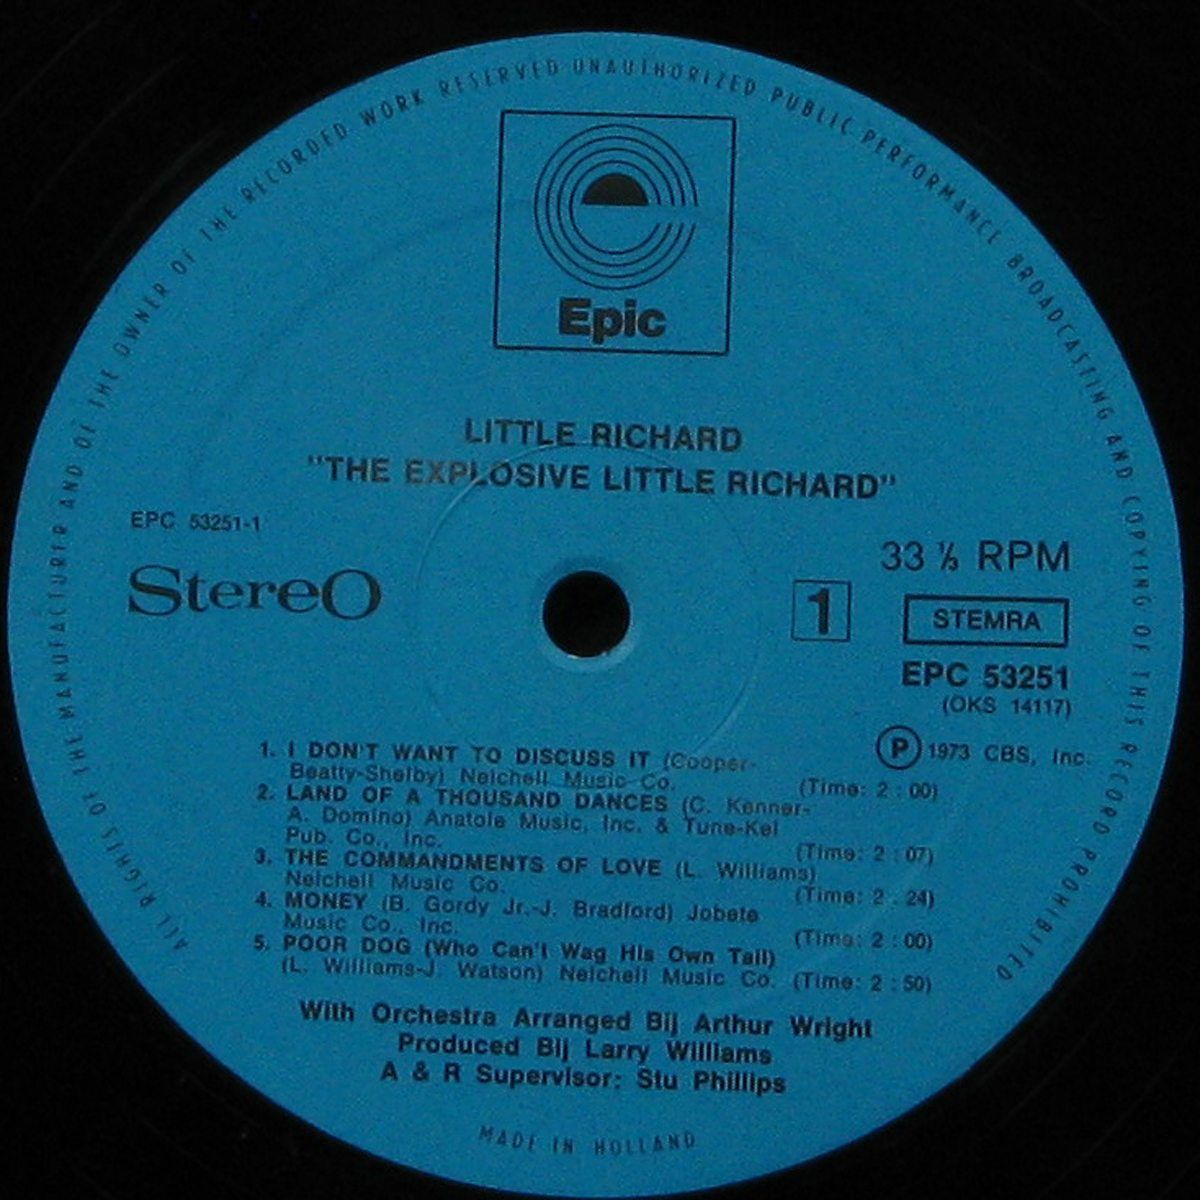 ALL RIGHTS OF THE MANUFACTURER AND OF THE OWNER OF THE RECORDED WORK RESERVED UNAUTHORIZED PUBLIC PERFORMANCE BROADCASTING AND COPYING OF THIS RECORD PROHIBITED
Epic
LITTLE RICHARD
"THE EXPLOSIVE LITTLE RICHARD"
EPC 53251-1
Stereo
33 ⅓ RPM
1
STEMRA
EPC 53251
(OKS 14117)
Ⓟ 1973 CBS, Inc.
1. I DON'T WANT TO DISCUSS IT (Cooper-
Beatty-Shelby) Nelchell Music Co. (Time: 2 : 00)
2. LAND OF A THOUSAND DANCES (C. Kenner-
A. Domino) Anatole Music, Inc. & Tune-Kel
Pub. Co., Inc. (Time: 2 : 07)
3. THE COMMANDMENTS OF LOVE (L. Williams)
Nelchell Music Co. (Time: 2 : 24)
4. MONEY (B. Gordy Jr.-J. Bradford) Jobete
Music Co., Inc. (Time: 2 : 00)
5. POOR DOG (Who Can't Wag His Own Tail)
(L. Williams-J. Watson) Nelchell Music Co. (Time: 2 : 50)
With Orchestra Arranged Bij Arthur Wright
Produced Bij Larry Williams
A & R Supervisor: Stu Phillips
MADE IN HOLLAND